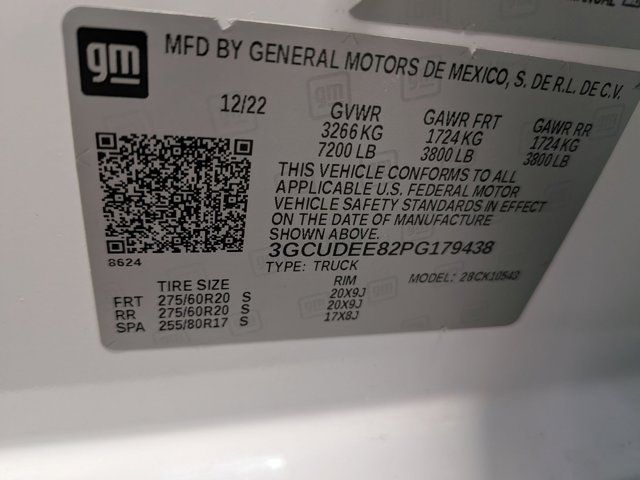 gm
MFD BY GENERAL MOTORS DE MEXICO, S. DE R.L. DE C.V.
12/22
GVWR
3266 KG
7200 LB
GAWR FRT
1724 KG
3800 LB
GAWR RR
1724 KG
3800 LB
THIS VEHICLE CONFORMS TO ALL
APPLICABLE U.S. FEDERAL MOTOR
VEHICLE SAFETY STANDARDS IN EFFECT
ON THE DATE OF MANUFACTURE
SHOWN ABOVE.
8624
3GCUDEE82PG179438
TYPE: TRUCK
MODEL: 28CK10543
TIRE SIZE RIM
FRT 275/60R20 S 20X9J
RR 275/60R20 S 20X9J
SPA 255/80R17 S 17X8J